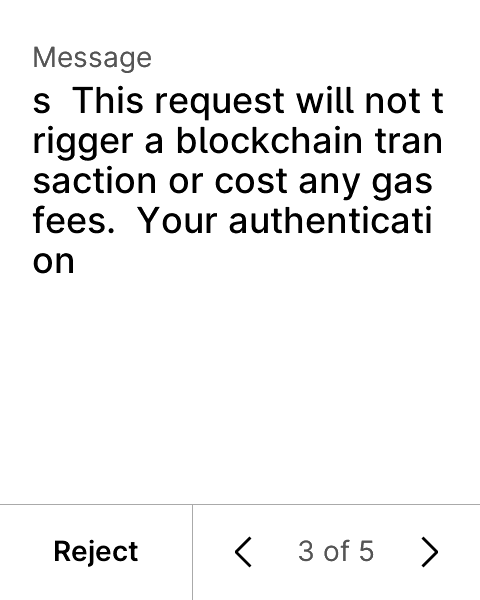 Message
s  This request will not t
rigger a blockchain tran
saction or cost any gas
fees.  Your authenticati
on
Reject
3 of 5